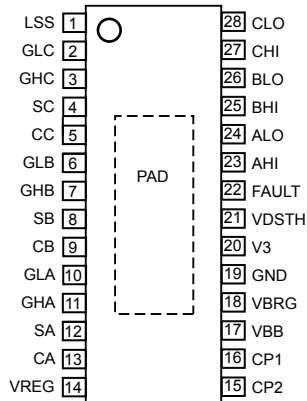 LSS 1 28 CLO
GLC 2 27 CHI
GHC 3 26 BLO
SC 4 25 BHI
CC 5 24 ALO
GLB 6 23 AHI
GHB 7 PAD 22 FAULT
SB 8 21 VDSTH
CB 9 20 V3
GLA 10 19 GND
GHA 11 18 VBRG
SA 12 17 VBB
CA 13 16 CP1
VREG 14 15 CP2